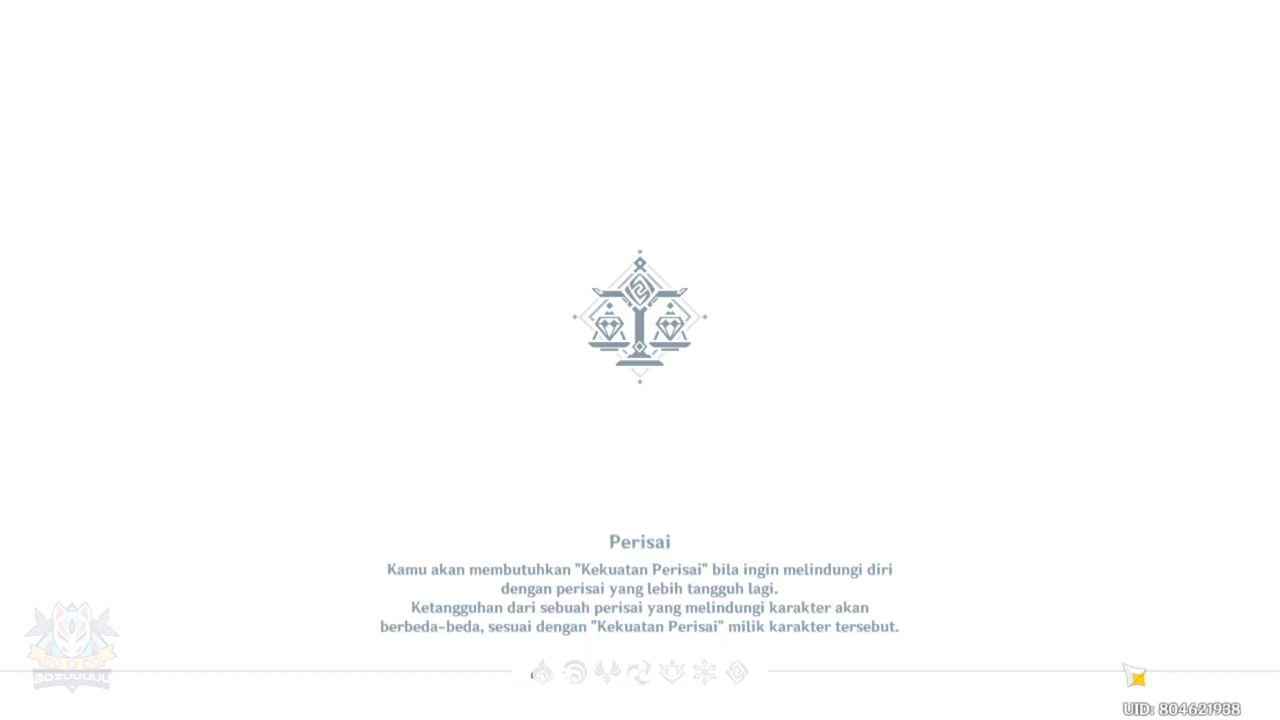 Perisai
Kamu akan membutuhkan "Kekuatan Perisai" bila ingin melindungi diri
dengan perisai yang lebih tangguh lagi.
Ketangguhan dari sebuah perisai yang melindungi karakter akan
berbeda-beda, sesuai dengan "Kekuatan Perisai" milik karakter tersebut.
BOZUUUUU
UID: 804621938